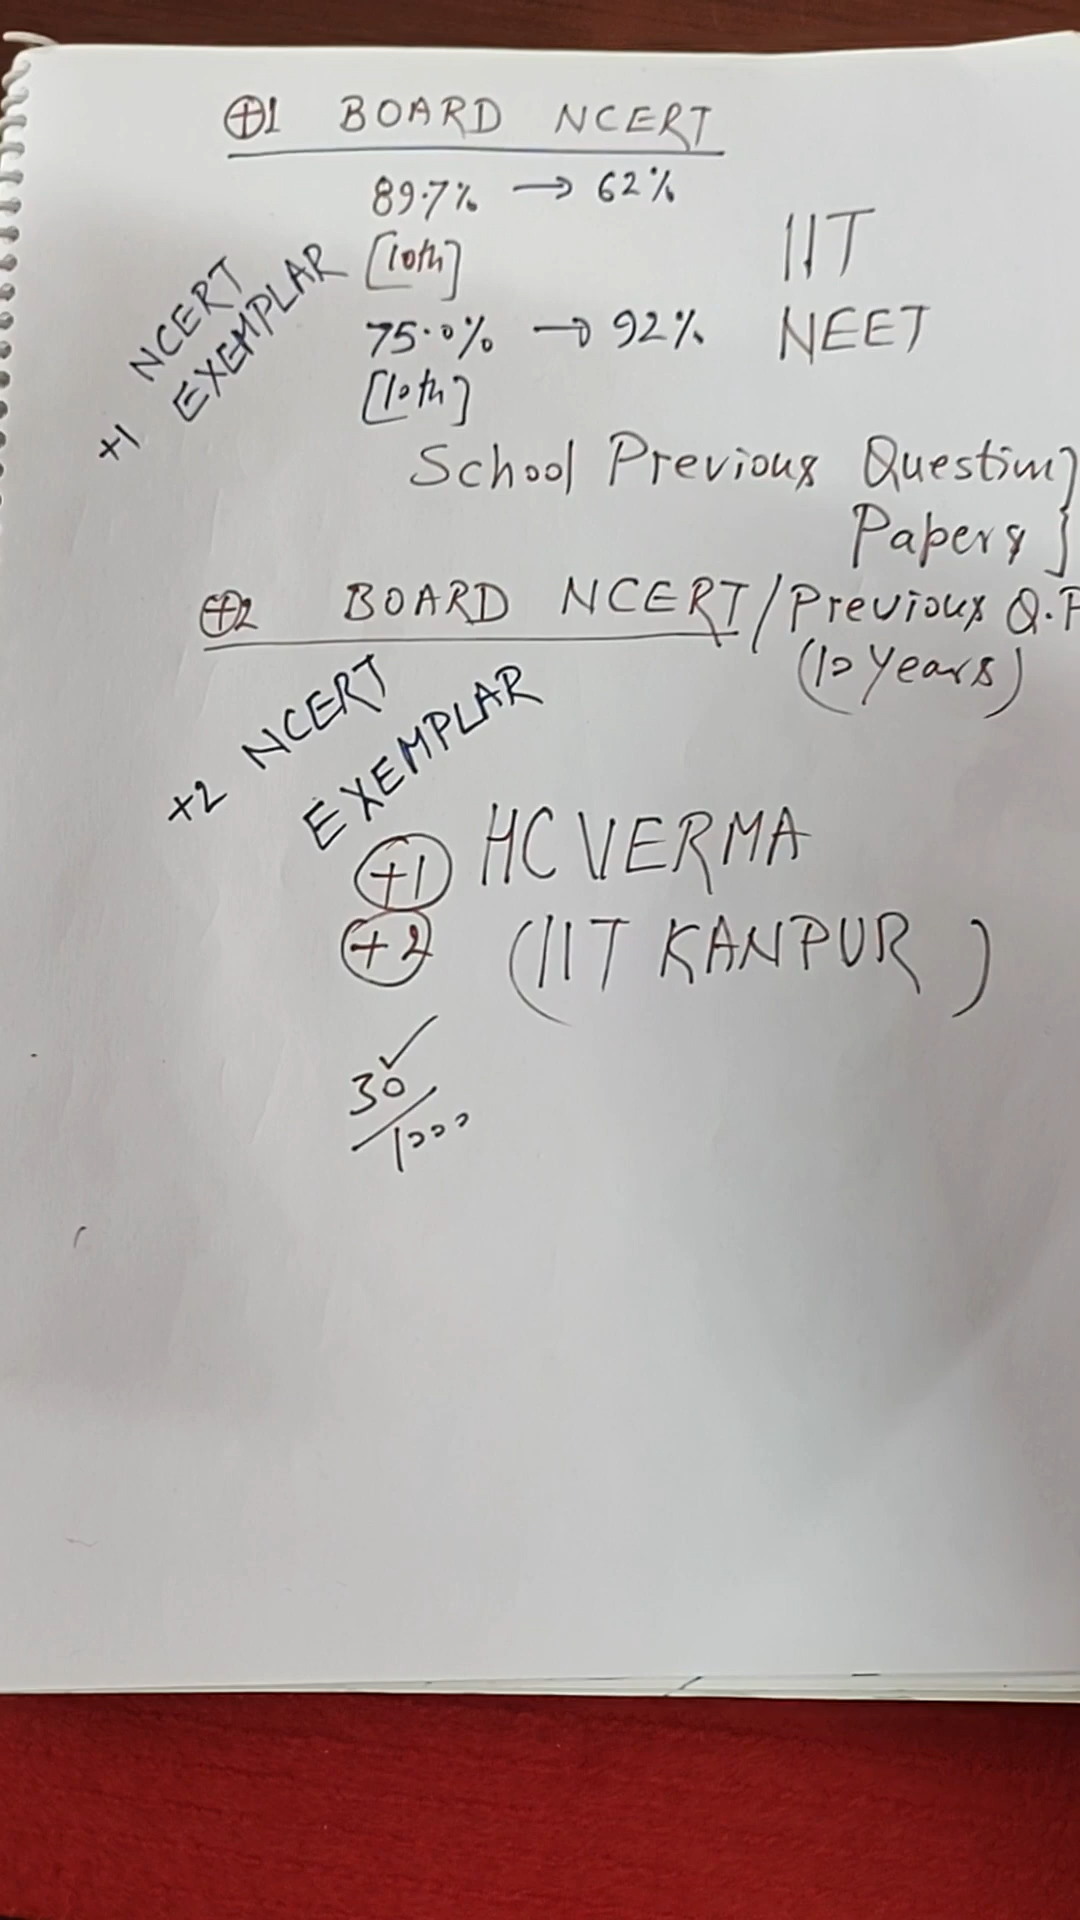 +1 BOARD NCERT
89.7% → 62%
[10th]
IIT
+1 NCERT
EXEMPLAR
75.0% → 92%
[10th]
NEET
School Previous Question
Papers]
+2 BOARD NCERT/Previous Q.P
(10 Years)
+2 NCERT
EXEMPLAR
+1 HC VERMA
+2 (IIT KANPUR)
30 ✓
/1000